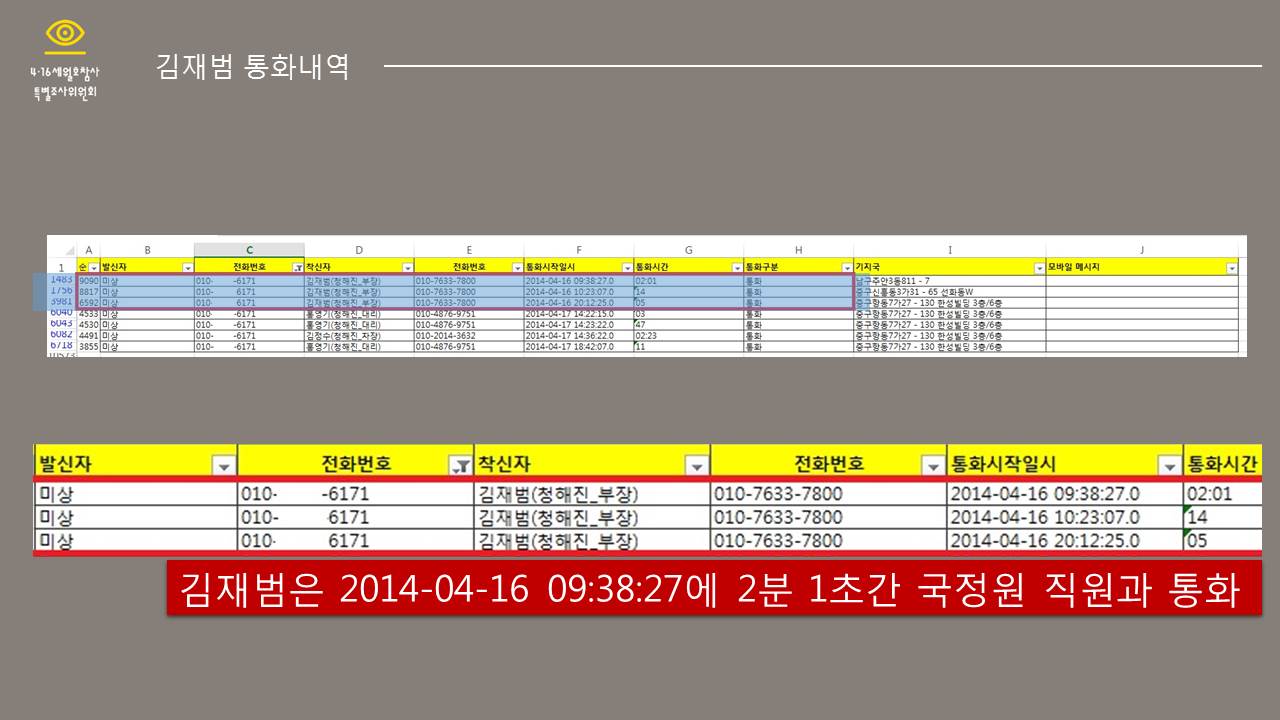 4·16세월호참사
특별조사위원회
김재범 통화내역
A B C D E F G H I J
1 순 발신자 전화번호 착신자 전화번호 통화시작일시 통화시간 통화구분 기지국 모바일 메시지
1483 9090 미상 010- -6171 김재범(청해진_부장) 010-7633-7800 2014-04-16 09:38:27.0 02:01 통화 남구주안3동811 - 7
1756 8817 미상 010- -6171 김재범(청해진_부장) 010-7633-7800 2014-04-16 10:23:07.0 14 통화 중구신흥동3가31 - 65 선화동W
3981 6592 미상 010- -6171 김재범(청해진_부장) 010-7633-7800 2014-04-16 20:12:25.0 05 통화 중구항동7가27 - 130 한성빌딩 3층/6층
6040 4533 미상 010- -6171 홍영기(청해진_대리) 010-4876-9751 2014-04-17 14:22:15.0 03 통화 중구항동7가27 - 130 한성빌딩 3층/6층
6043 4530 미상 010- -6171 홍영기(청해진_대리) 010-4876-9751 2014-04-17 14:23:22.0 47 통화 중구항동7가27 - 130 한성빌딩 3층/6층
6082 4491 미상 010- -6171 김정수(청해진_차장) 010-2014-3632 2014-04-17 14:36:22.0 02:23 통화 중구항동7가27 - 130 한성빌딩 3층/6층
6718 3855 미상 010- -6171 홍영기(청해진_대리) 010-4876-9751 2014-04-17 18:42:07.0 11 통화 중구항동7가27 - 130 한성빌딩 3층/6층
발신자 전화번호 착신자 전화번호 통화시작일시 통화시간
미상 010- -6171 김재범(청해진_부장) 010-7633-7800 2014-04-16 09:38:27.0 02:01
미상 010- 6171 김재범(청해진_부장) 010-7633-7800 2014-04-16 10:23:07.0 14
미상 010- 6171 김재범(청해진_부장) 010-7633-7800 2014-04-16 20:12:25.0 05
김재범은 2014-04-16 09:38:27에 2분 1초간 국정원 직원과 통화